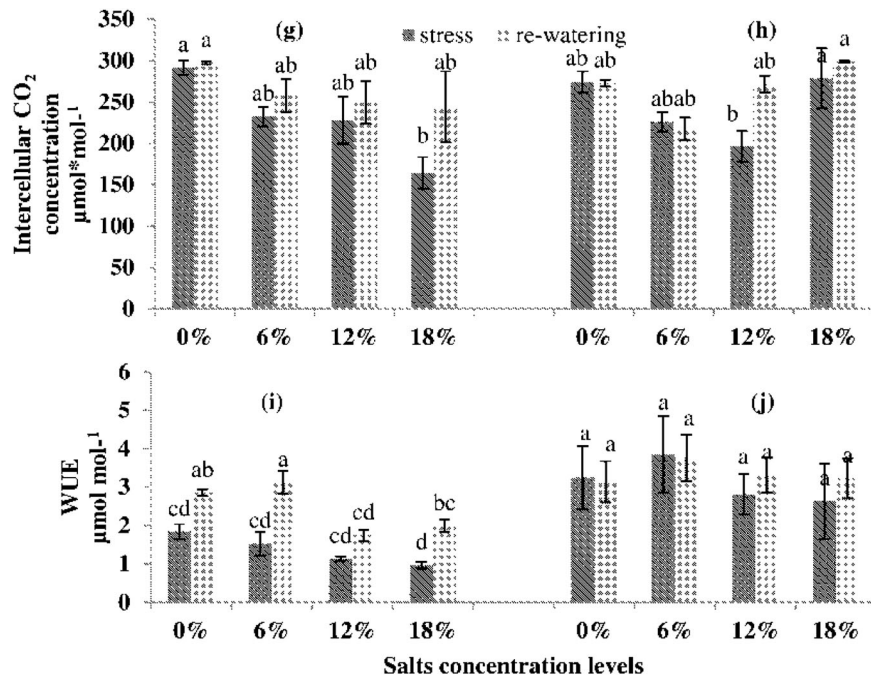 (g) stress re-watering (h)
Intercellular CO₂
concentration
µmol*mol-¹
350
300
250
200
150
100
50
0
a a ab ab ab ab b ab
ab ab ab ab b ab a a
0% 6% 12% 18% 0% 6% 12% 18%
(i) (j)
WUE
µmol mol-¹
6
5
4
3
2
1
0
cd ab cd a cd cd d bc
a a a a a a a a
0% 6% 12% 18% 0% 6% 12% 18%
Salts concentration levels